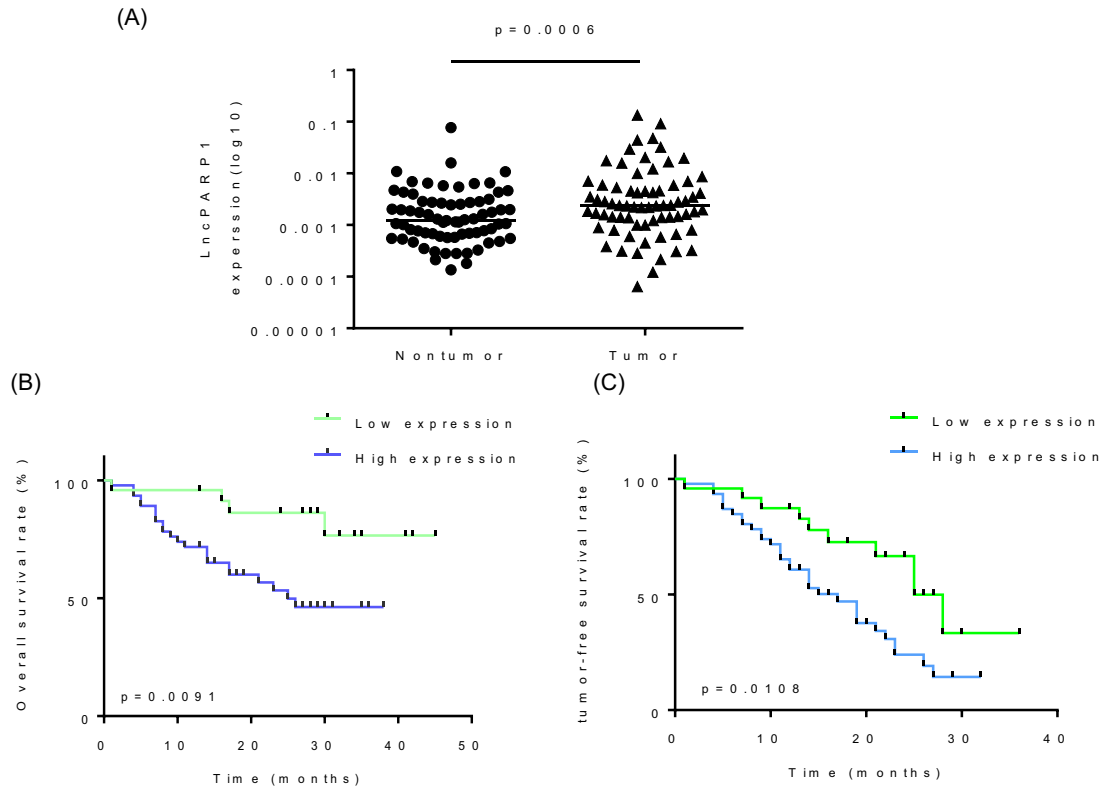 (A)
p=0.0006
LncPARP1
experssion(log10)
1
0.1
0.01
0.001
0.0001
0.00001
Nontumor Tumor
(B)
Low expression
High expression
Overall survival rate (%)
100
50
0
p=0.0091
0 10 20 30 40 50
Time (months)
(C)
Low expression
High expression
tumor-free survival rate (%)
100
50
0
p=0.0108
0 10 20 30 40
Time (months)